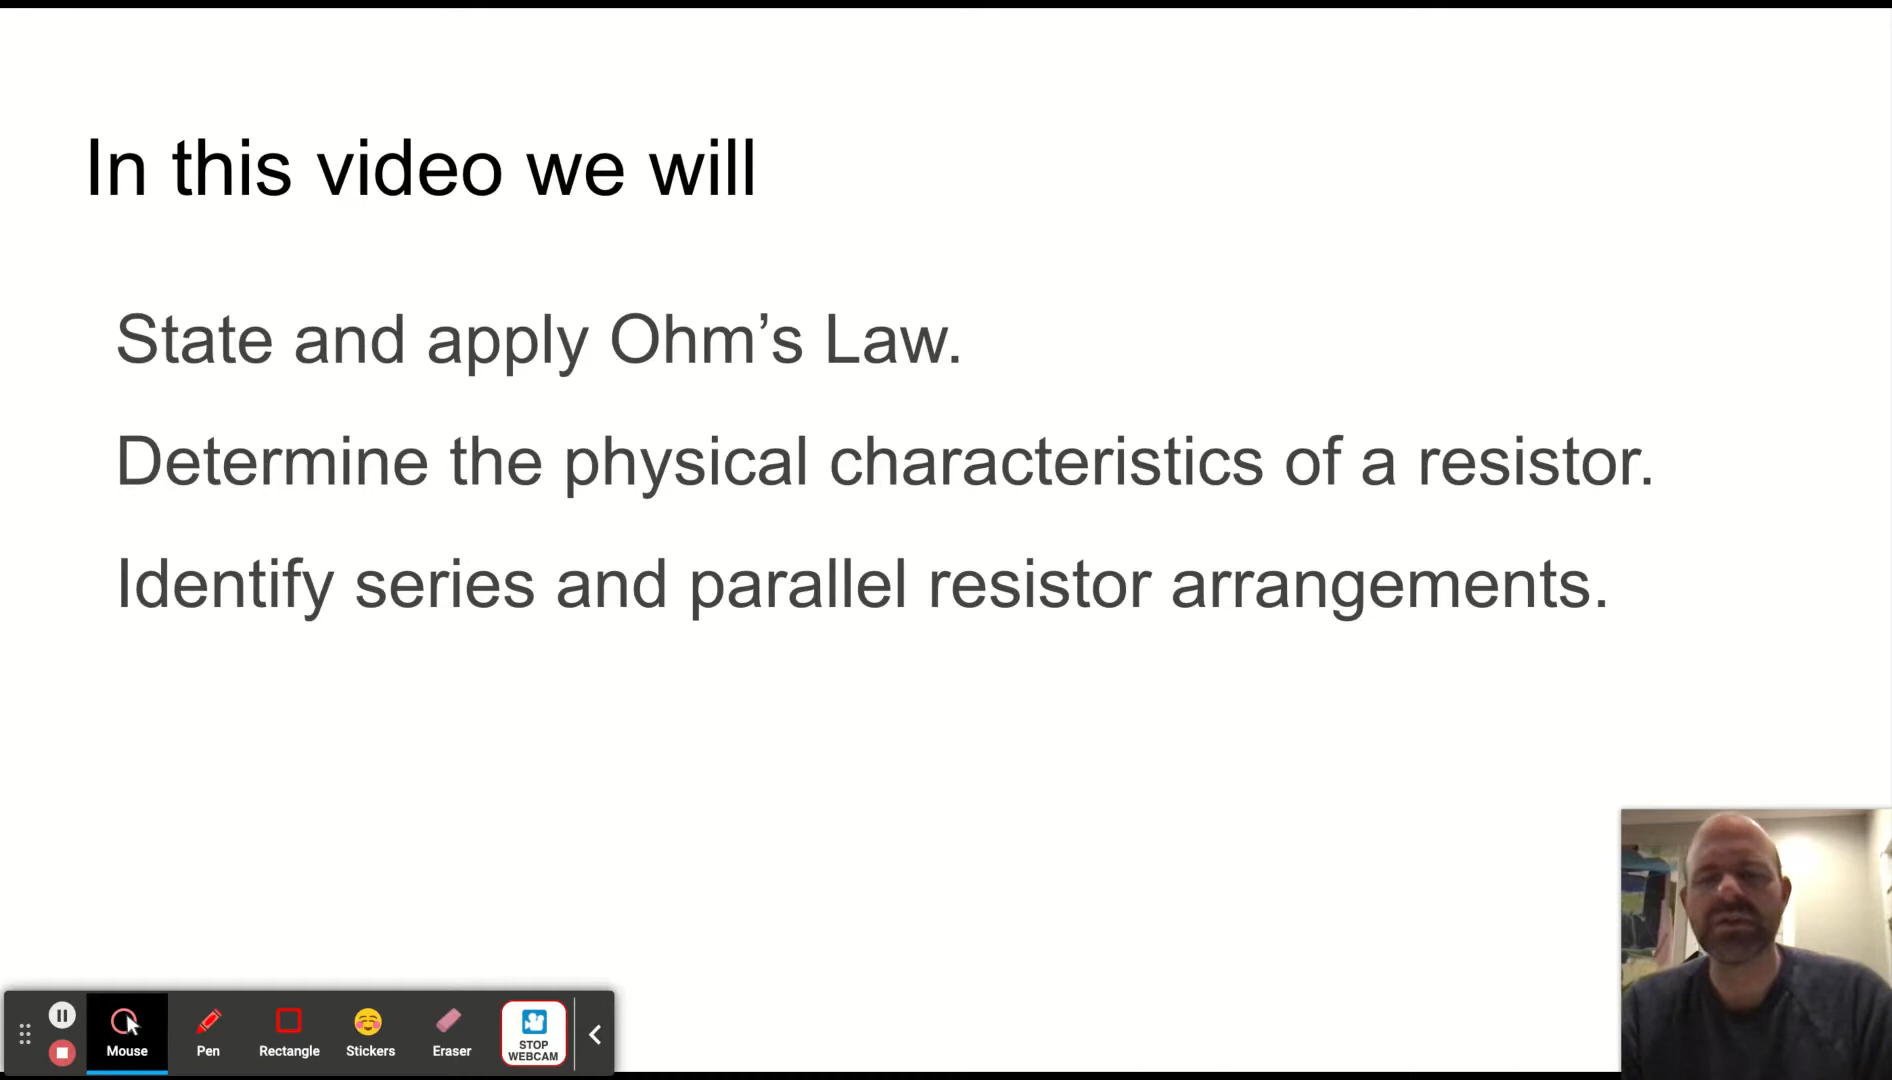 In this video we will
State and apply Ohm’s Law.
Determine the physical characteristics of a resistor.
Identify series and parallel resistor arrangements.
Mouse
Pen
Rectangle
Stickers
Eraser
STOP
WEBCAM